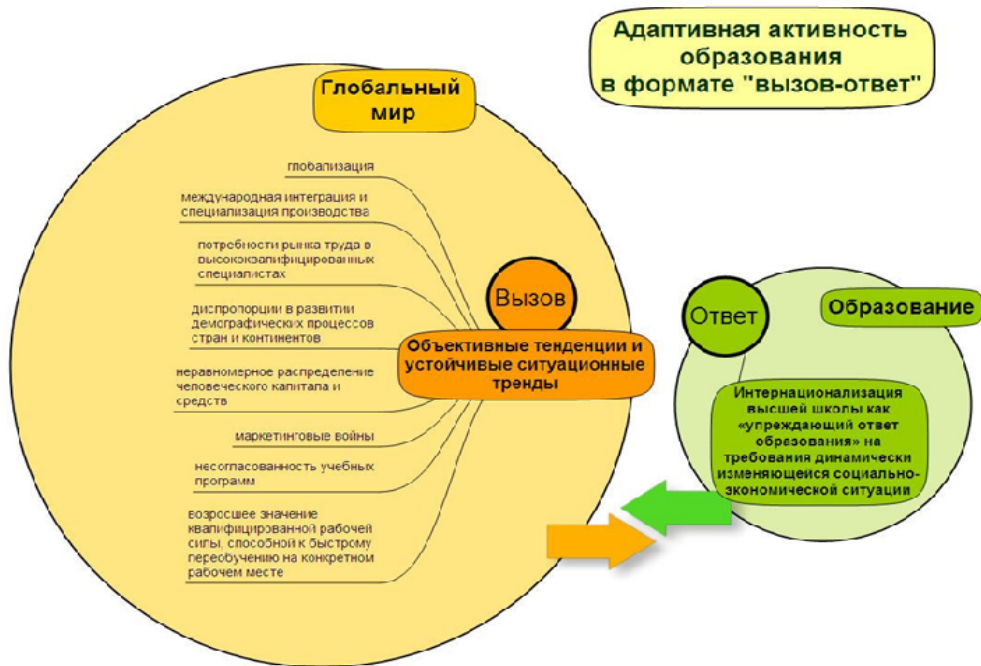 Адаптивная активность
образования
в формате "вызов-ответ"
Глобальный
мир
глобализация
международная интеграция и
специализация производства
потребности рынка труда в
высококвалифицированных
специалистах
диспропорции в развитии
демографических процессов
стран и континентов
неравномерное распределение
человеческого капитала и
средств
маркетинговые войны
несогласованность учебных
программ
возросшее значение
квалифицированной рабочей
силы, способной к быстрому
переобучению на конкретном
рабочем месте
Вызов
Объективные тенденции и
устойчивые ситуационные
тренды
Ответ
Образование
Интернационализация
высшей школы как
«упреждающий ответ
образования» на
требования динамически
изменяющейся социально-
экономической ситуации